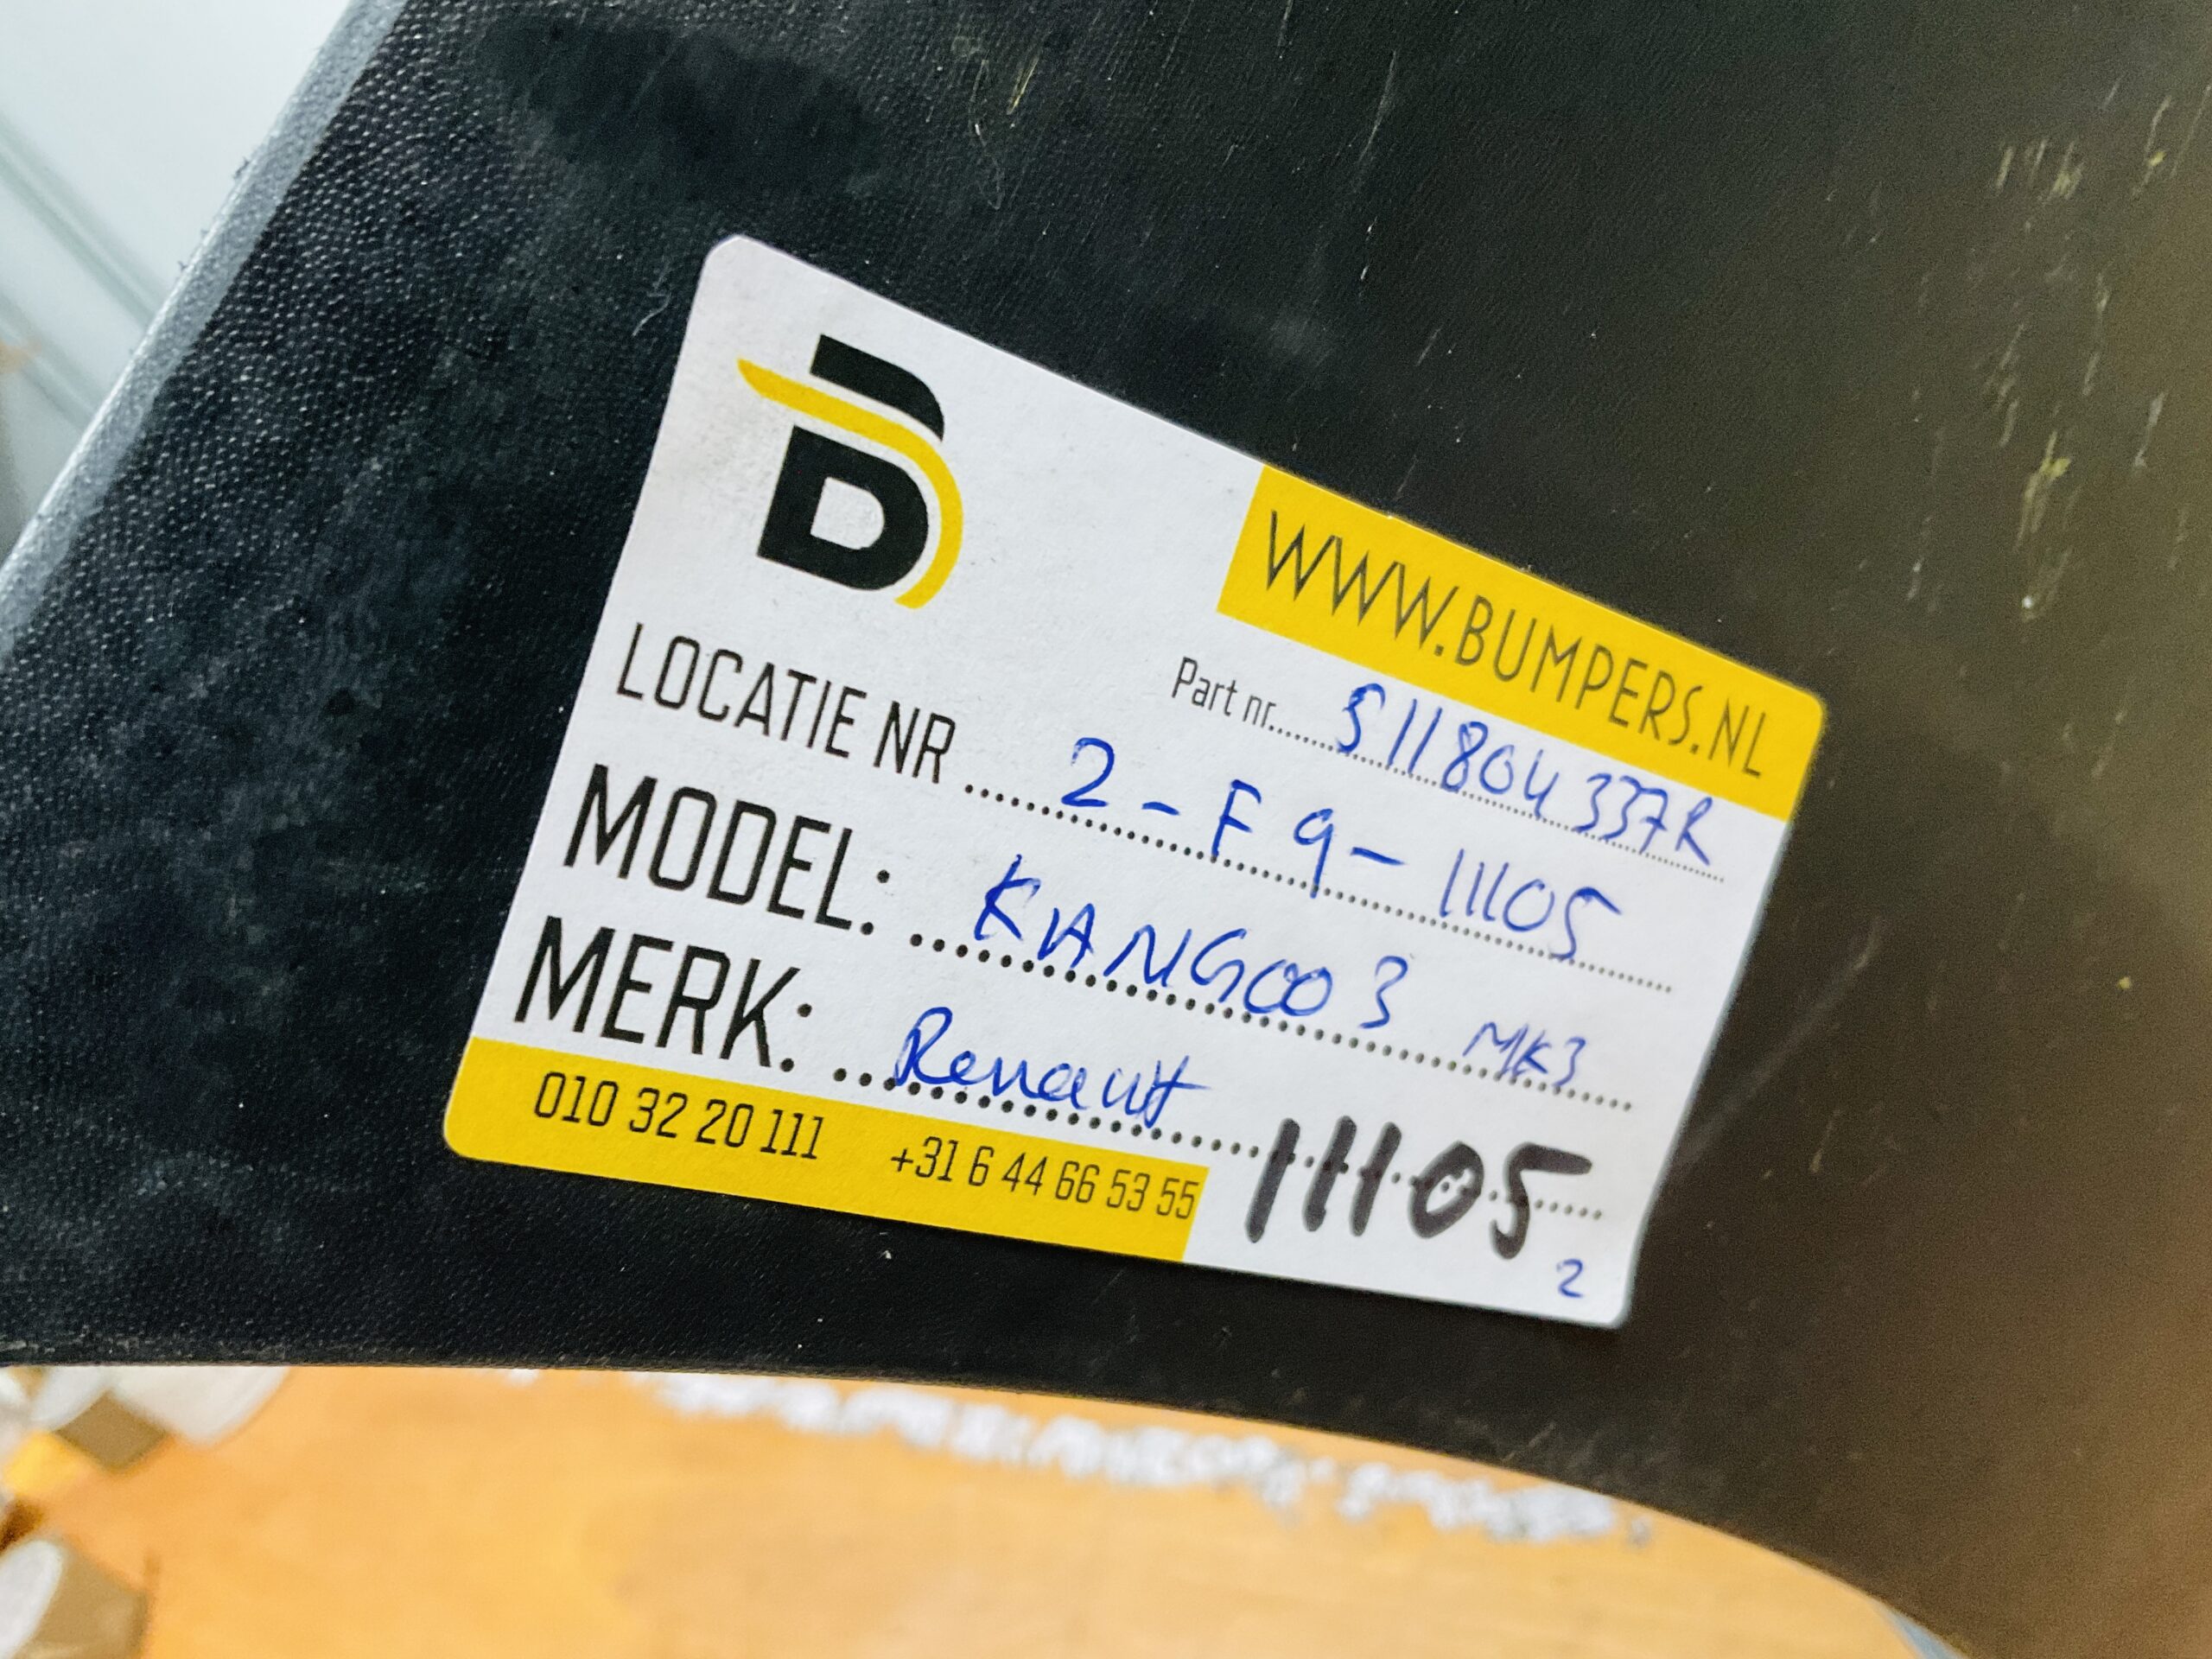 B
WWW.BUMPERS.NL
Part nr. 511804337R
LOCATIE NR 2-F9-11105
MODEL: KANGOO 3 MK3
MERK: Renault
11105
010 32 20 111 +31 6 44 66 53 55
2